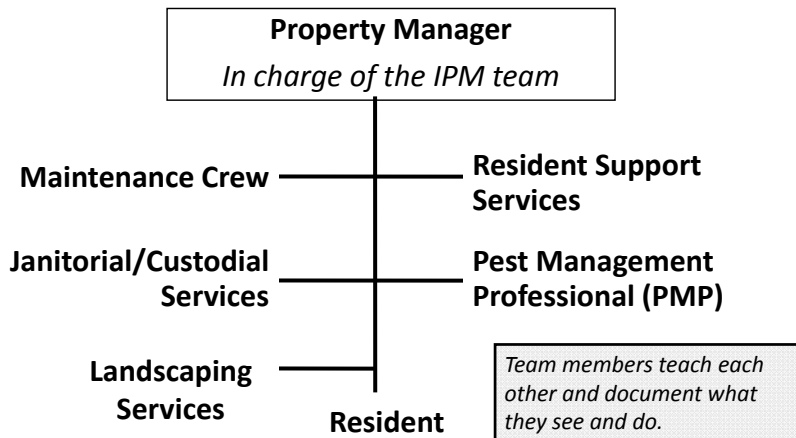 Property Manager
In charge of the IPM team
Maintenance Crew
Resident Support
Services
Janitorial/Custodial
Services
Pest Management
Professional (PMP)
Landscaping
Services
Resident
Team members teach each
other and document what
they see and do.